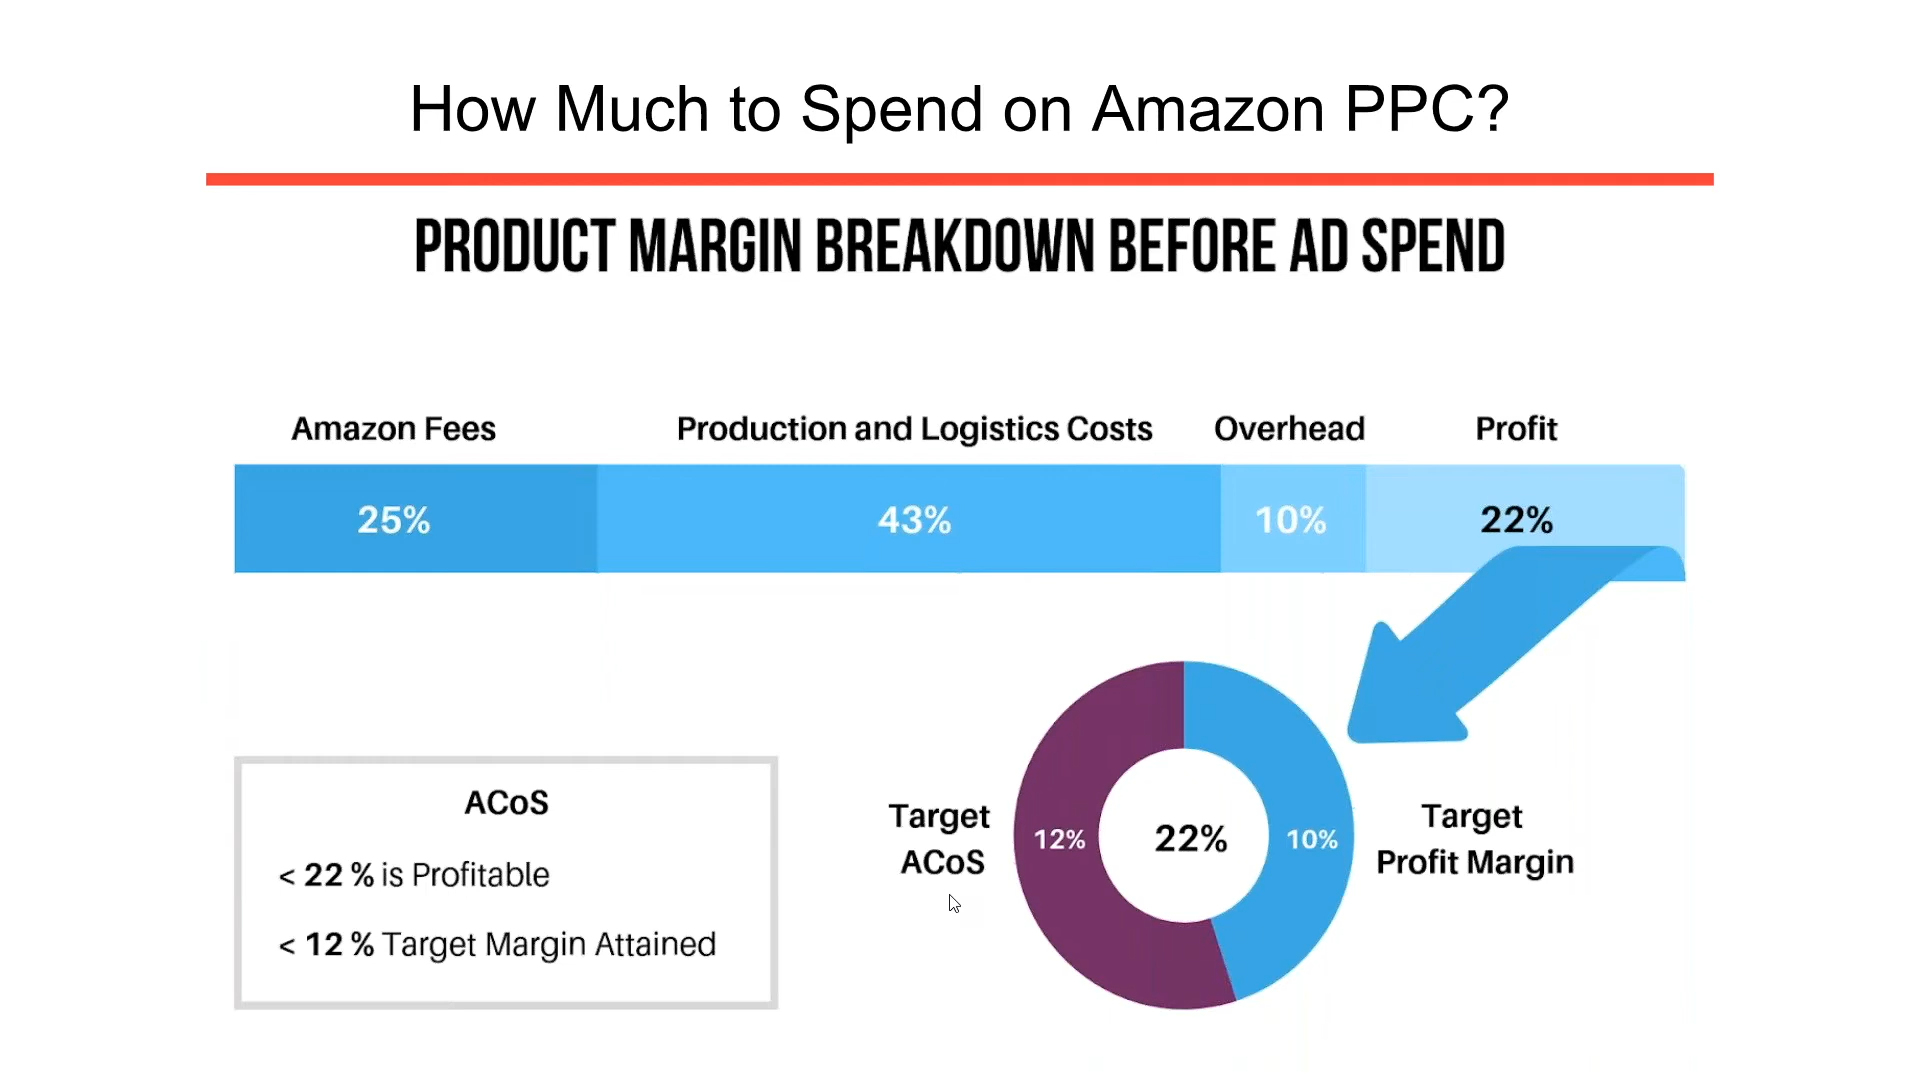 How Much to Spend on Amazon PPC?
PRODUCT MARGIN BREAKDOWN BEFORE AD SPEND
Amazon Fees
Production and Logistics Costs
Overhead
Profit
25%
43%
10%
22%
ACoS
< 22 % is Profitable
< 12 % Target Margin Attained
Target
ACoS
12%
22%
10%
Target
Profit Margin